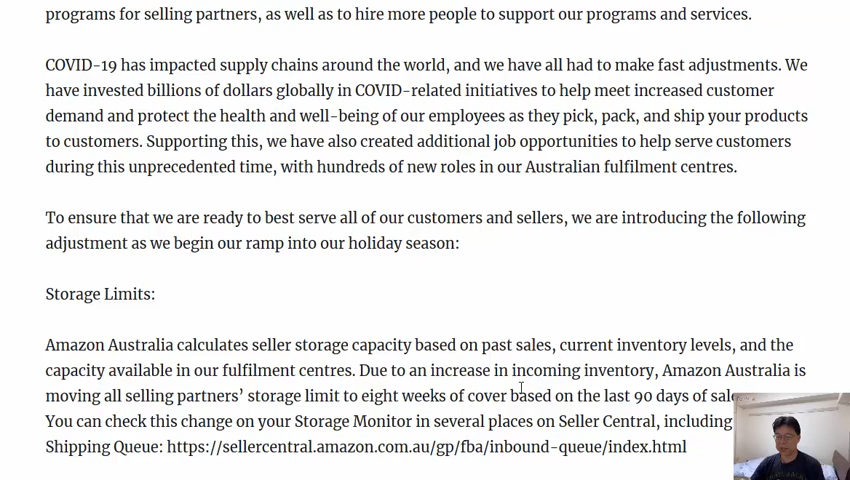 programs for selling partners, as well as to hire more people to support our programs and services.
COVID-19 has impacted supply chains around the world, and we have all had to make fast adjustments. We
have invested billions of dollars globally in COVID-related initiatives to help meet increased customer
demand and protect the health and well-being of our employees as they pick, pack, and ship your products
to customers. Supporting this, we have also created additional job opportunities to help serve customers
during this unprecedented time, with hundreds of new roles in our Australian fulfilment centres.
To ensure that we are ready to best serve all of our customers and sellers, we are introducing the following
adjustment as we begin our ramp into our holiday season:
Storage Limits:
Amazon Australia calculates seller storage capacity based on past sales, current inventory levels, and the
capacity available in our fulfilment centres. Due to an increase in incoming inventory, Amazon Australia is
moving all selling partners’ storage limit to eight weeks of cover based on the last 90 days of
You can check this change on your Storage Monitor in several places on Seller Central, including
Shipping Queue: https://sellercentral.amazon.com.au/gp/fba/inbound-queue/index.html